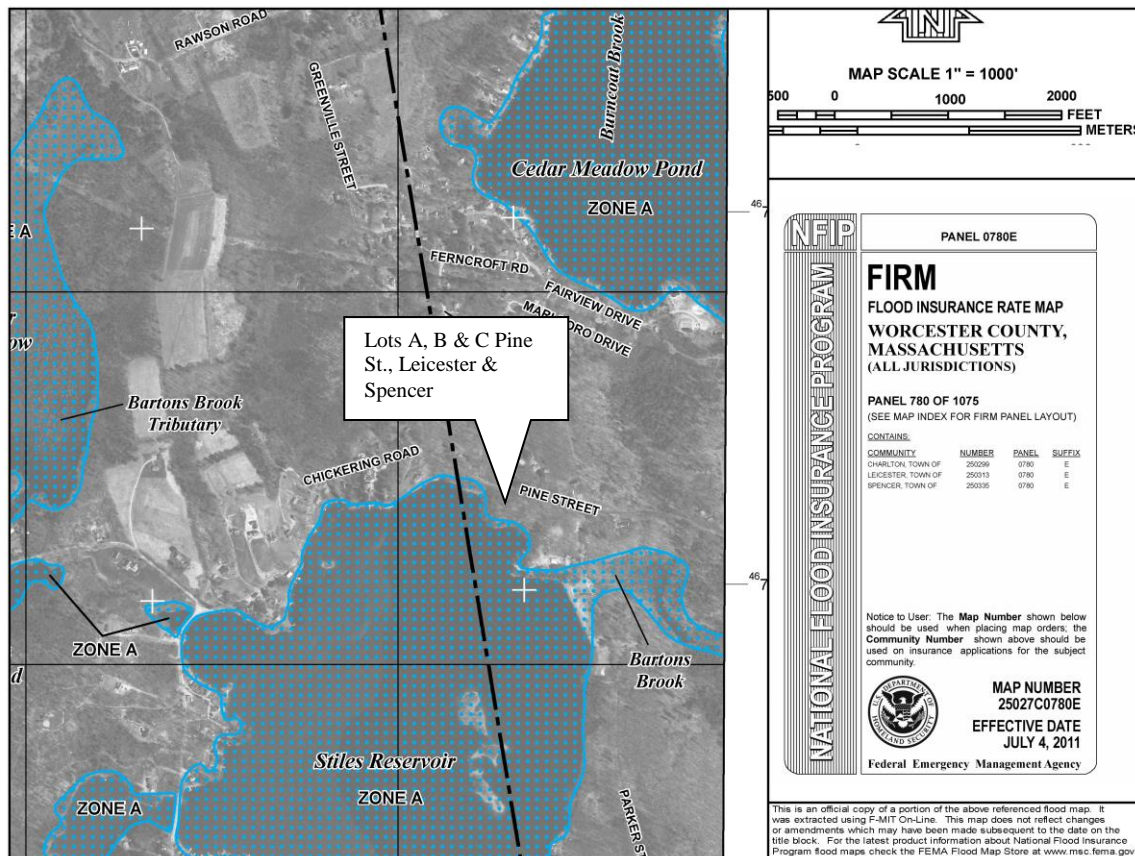 RAWSON ROAD
GREENVILLE STREET
Burncoat Brook
Cedar Meadow Pond
ZONE A
FERNCROFT RD
FAIRVIEW DRIVE
MARLBORO DRIVE
Lots A, B & C Pine
St., Leicester &
Spencer
Bartons Brook
Tributary
CHICKERING ROAD
PINE STREET
ZONE A
Bartons
Brook
Stiles Reservoir
ZONE A
ZONE A
PARKER ST
N
MAP SCALE 1" = 1000'
500 0 1000 2000
FEET
METERS
NFIP
PANEL 0780E
NATIONAL FLOOD INSURANCE PROGRAM
FIRM
FLOOD INSURANCE RATE MAP
WORCESTER COUNTY,
MASSACHUSETTS
(ALL JURISDICTIONS)
PANEL 780 OF 1075
(SEE MAP INDEX FOR FIRM PANEL LAYOUT)
CONTAINS:
COMMUNITY NUMBER PANEL SUFFIX
CHARLTON, TOWN OF 250299 0780 E
LEICESTER, TOWN OF 250313 0780 E
SPENCER, TOWN OF 250335 0780 E
Notice to User: The Map Number shown below
should be used when placing map orders; the
Community Number shown above should be
used on insurance applications for the subject
community.
U.S. DEPARTMENT OF
HOMELAND SECURITY
MAP NUMBER
25027C0780E
EFFECTIVE DATE
JULY 4, 2011
Federal Emergency Management Agency
This is an official copy of a portion of the above referenced flood map. It
was extracted using F-MIT On-Line. This map does not reflect changes
or amendments which may have been made subsequent to the date on the
title block. For the latest product information about National Flood Insurance
Program flood maps check the FEMA Flood Map Store at www.msc.fema.gov